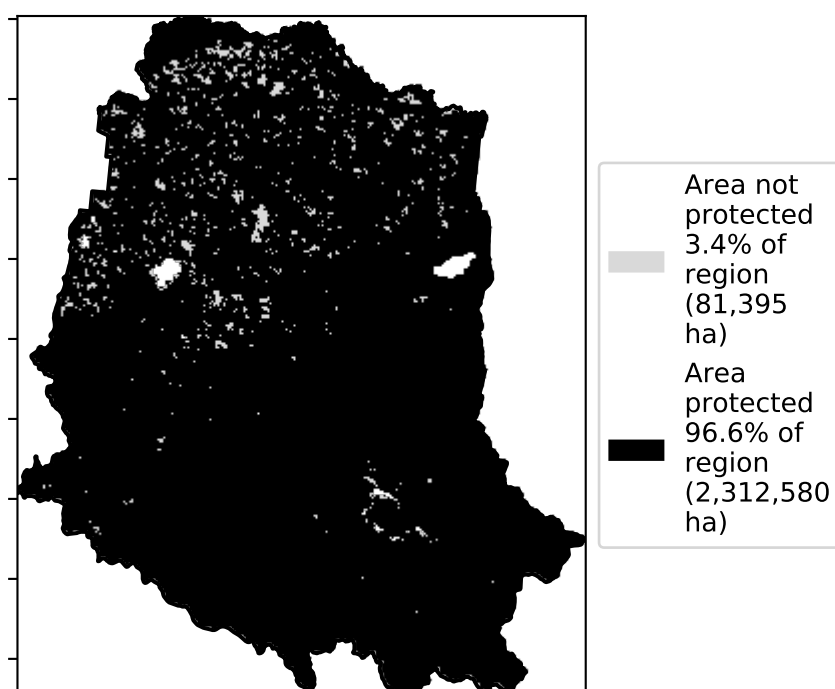 Area not
protected
3.4% of
region
(81,395
ha)
Area
protected
96.6% of
region
(2,312,580
ha)